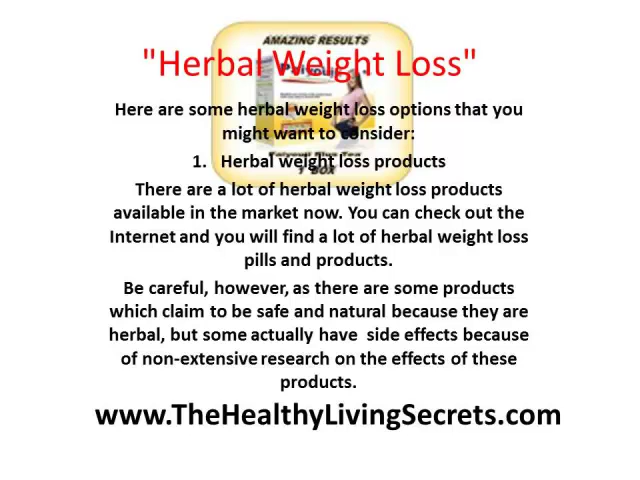 AMAZING RESULTS
"Herbal Weight Loss"
Here are some herbal weight loss options that you
might want to consider:
1. Herbal weight loss products
1 BOX
There are a lot of herbal weight loss products
available in the market now. You can check out the
Internet and you will find a lot of herbal weight loss
pills and products.
Be careful, however, as there are some products
which claim to be safe and natural because they are
herbal, but some actually have side effects because
of non-extensive research on the effects of these
products.
www.TheHealthyLivingSecrets.com